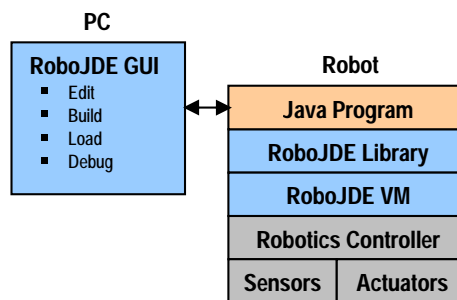 PC
RoboJDE GUI
▪ Edit
▪ Build
▪ Load
▪ Debug
Robot
Java Program
RoboJDE Library
RoboJDE VM
Robotics Controller
Sensors Actuators